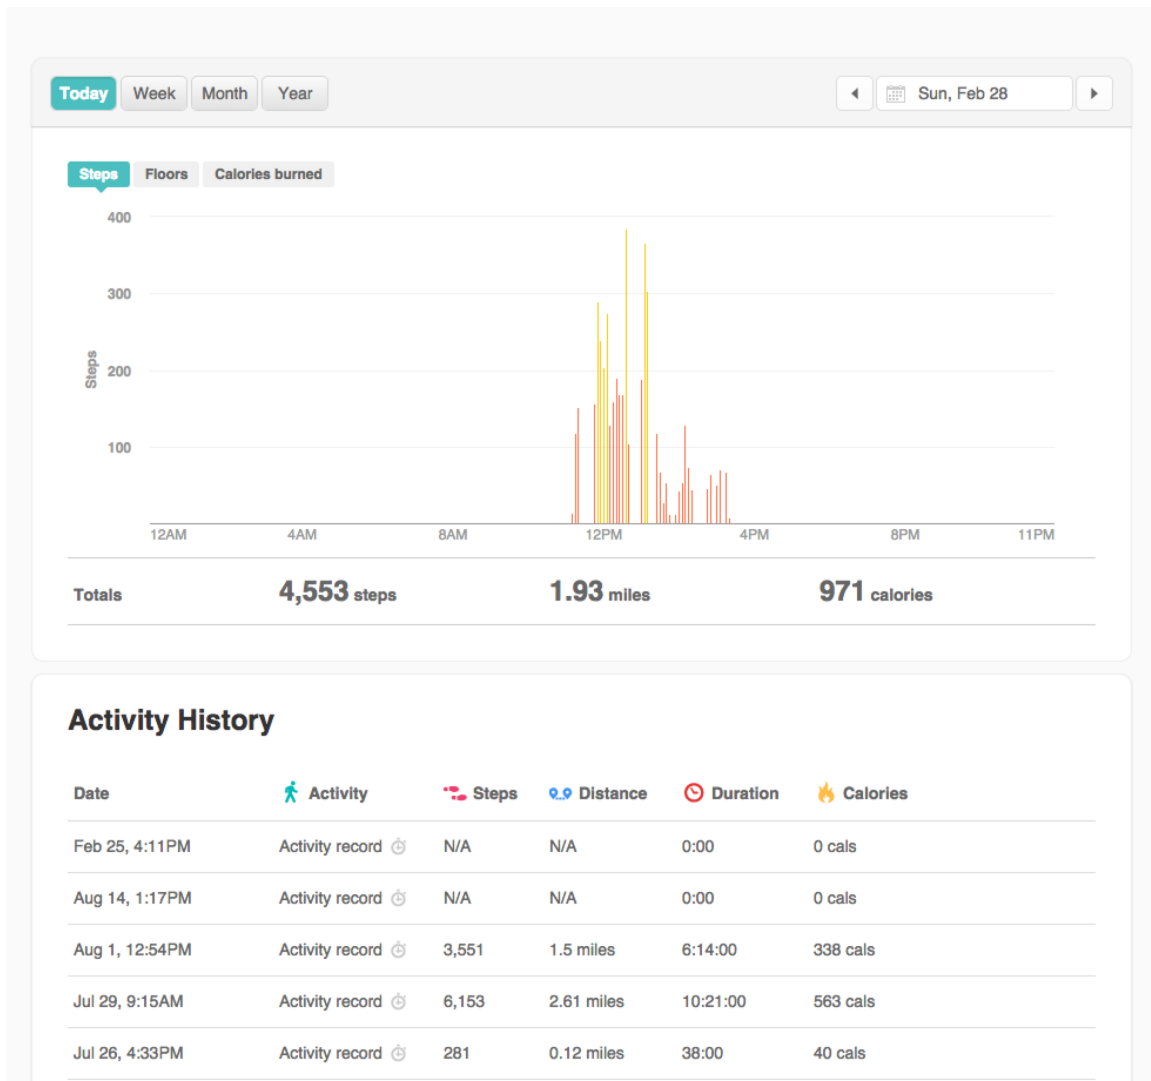 Today Week Month Year Sun, Feb 28
Steps Floors Calories burned
400
300
200
100
Steps
12AM 4AM 8AM 12PM 4PM 8PM 11PM
Totals 4,553 steps 1.93 miles 971 calories
Activity History
Date Activity Steps Distance Duration Calories
Feb 25, 4:11PM Activity record N/A N/A 0:00 0 cals
Aug 14, 1:17PM Activity record N/A N/A 0:00 0 cals
Aug 1, 12:54PM Activity record 3,551 1.5 miles 6:14:00 338 cals
Jul 29, 9:15AM Activity record 6,153 2.61 miles 10:21:00 563 cals
Jul 26, 4:33PM Activity record 281 0.12 miles 38:00 40 cals